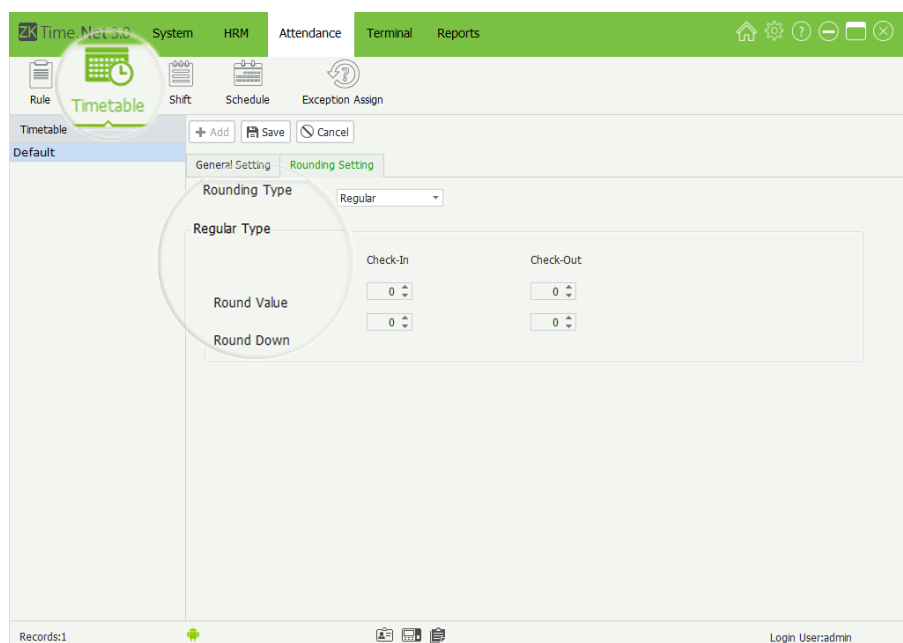 ZK Time.Net 3.0 System HRM Attendance Terminal Reports
Rule Timetable Shift Schedule Exception Assign
Timetable Add Save Cancel
Default
General Setting Rounding Setting
Rounding Type Regular
Regular Type
Check-In Check-Out
Round Value 0 0
Round Down 0 0
Records:1 Login User:admin